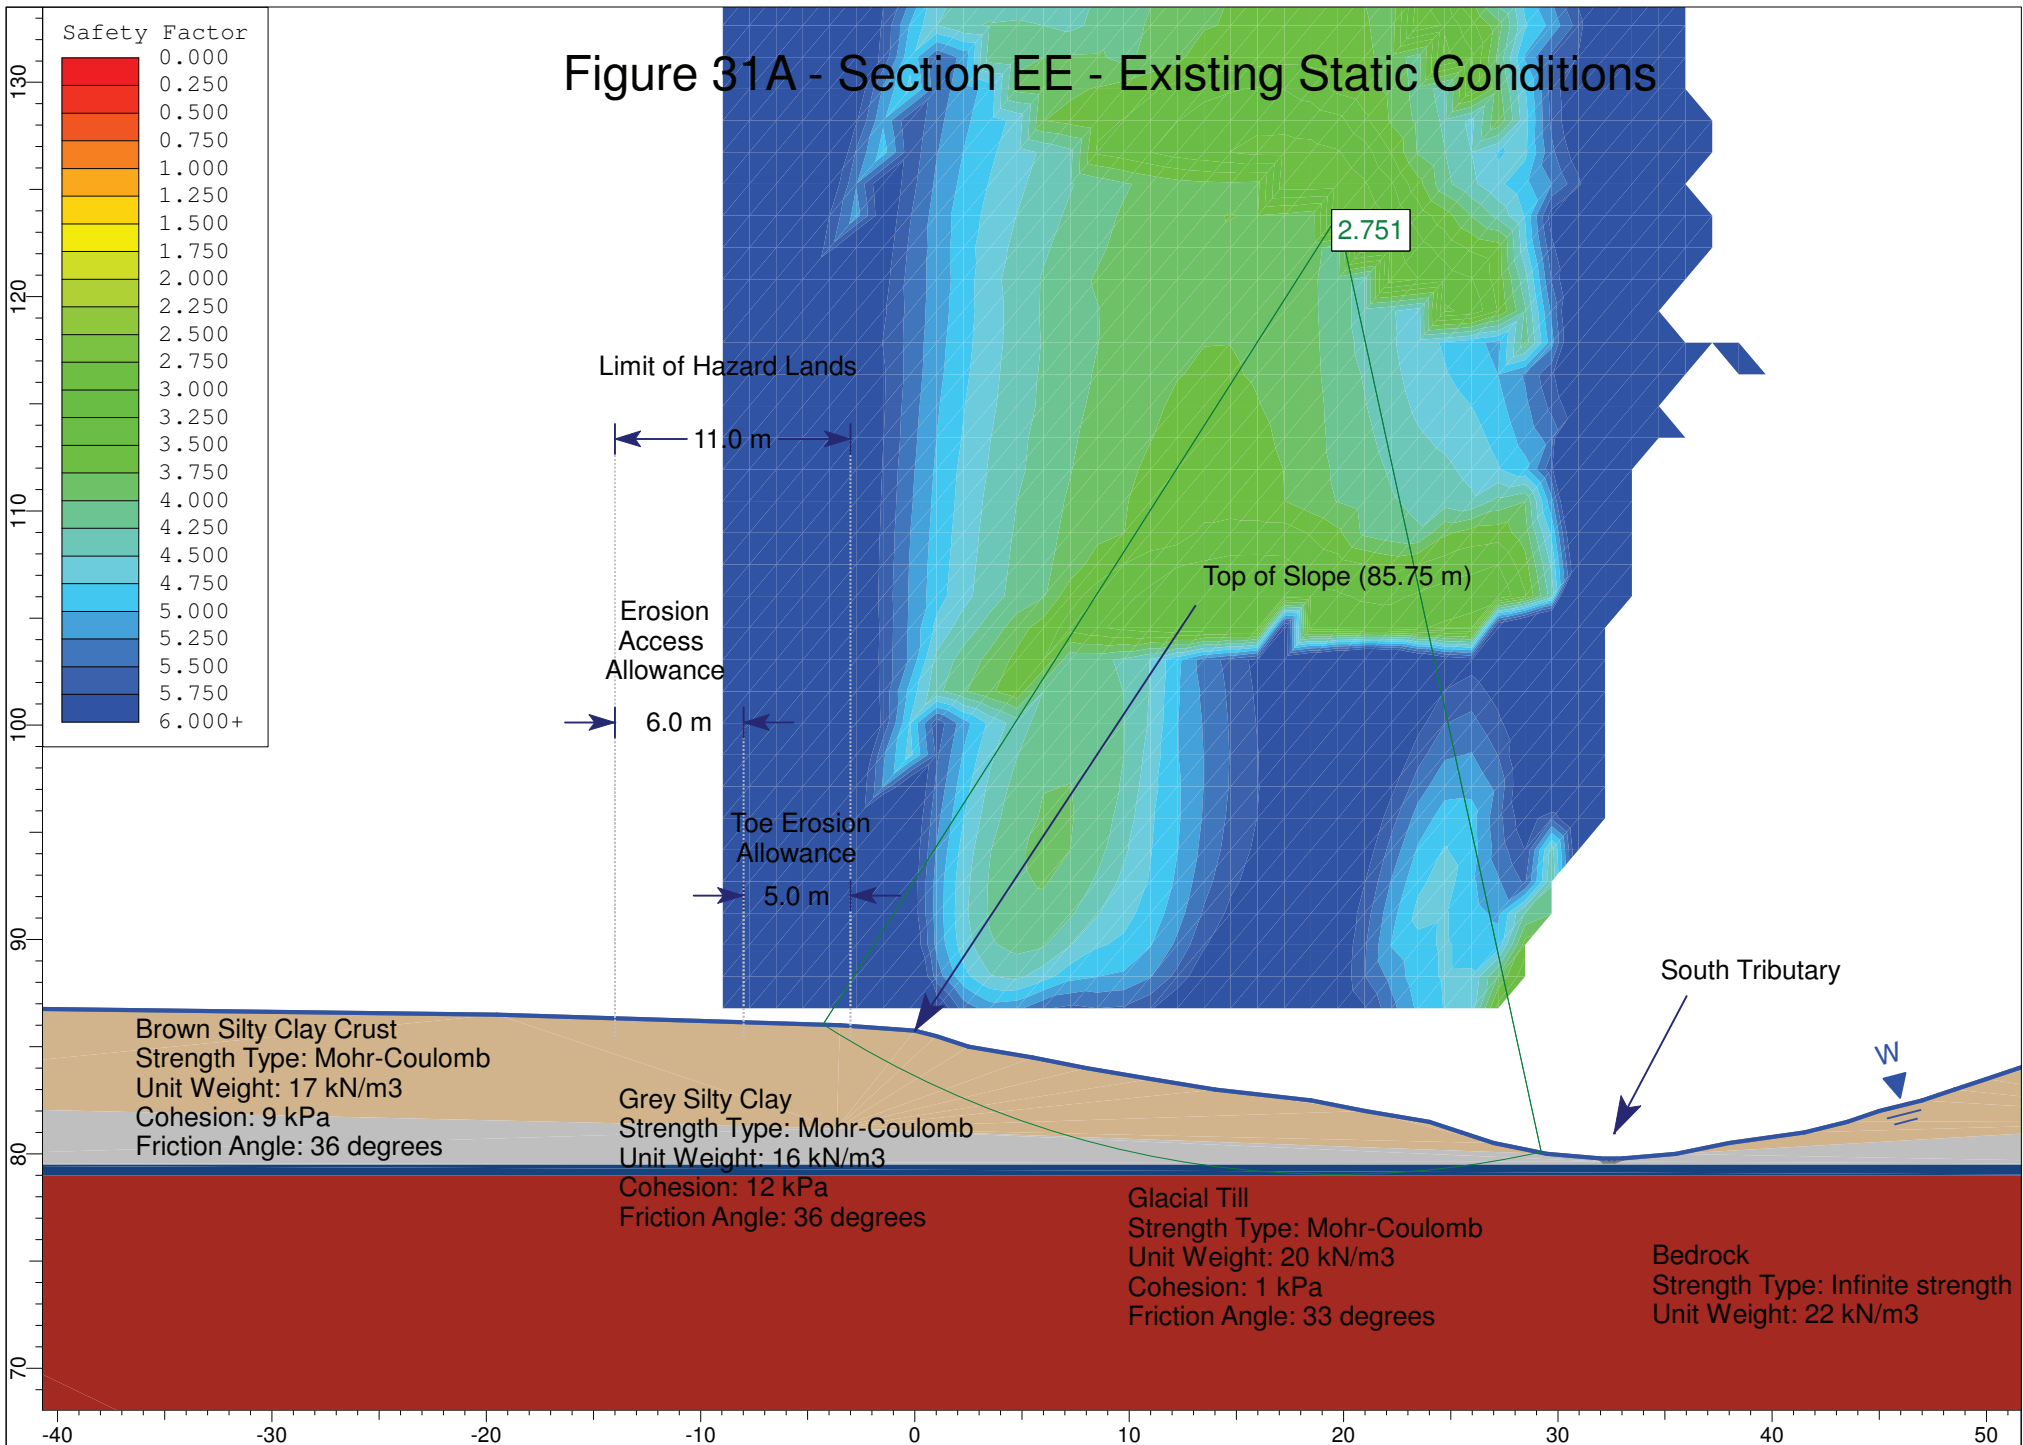 Figure 31A - Section EE - Existing Static Conditions
Safety Factor
0.000
0.250
0.500
0.750
1.000
1.250
1.500
1.750
2.000
2.250
2.500
2.750
3.000
3.250
3.500
3.750
4.000
4.250
4.500
4.750
5.000
5.250
5.500
5.750
6.000+
2.751
Limit of Hazard Lands
11.0 m
Top of Slope (85.75 m)
Erosion
Access
Allowance
6.0 m
Toe Erosion
Allowance
5.0 m
South Tributary
W
Brown Silty Clay Crust
Strength Type: Mohr-Coulomb
Unit Weight: 17 kN/m3
Cohesion: 9 kPa
Friction Angle: 36 degrees
Grey Silty Clay
Strength Type: Mohr-Coulomb
Unit Weight: 16 kN/m3
Cohesion: 12 kPa
Friction Angle: 36 degrees
Glacial Till
Strength Type: Mohr-Coulomb
Unit Weight: 20 kN/m3
Cohesion: 1 kPa
Friction Angle: 33 degrees
Bedrock
Strength Type: Infinite strength
Unit Weight: 22 kN/m3
130
120
110
100
90
80
70
-40
-30
-20
-10
0
10
20
30
40
50